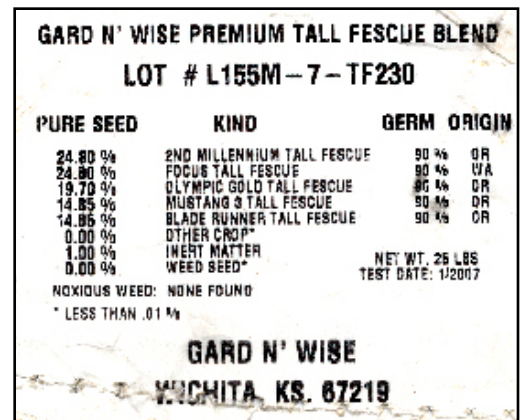 GARD N' WISE PREMIUM TALL FESCUE BLEND
LOT # L155M-7-TF230
PURE SEED KIND GERM ORIGIN
24.80 % 2ND MILLENNIUM TALL FESCUE 90 % OR
24.80 % FOCUS TALL FESCUE 90 % WA
19.70 % OLYMPIC GOLD TALL FESCUE 90 % OR
14.85 % MUSTANG 3 TALL FESCUE 90 % OR
14.85 % BLADE RUNNER TALL FESCUE 90 % OR
0.00 % OTHER CROP*
1.00 % INERT MATTER
0.00 % WEED SEED*
NET WT. 25 LBS
TEST DATE: 1/2007
NOXIOUS WEED: NONE FOUND
* LESS THAN .01 %
GARD N' WISE
WICHITA, KS. 67219